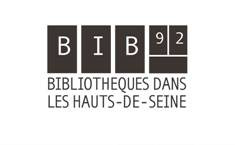 BIB92
BIBLIOTHEQUES DANS
LES HAUTS-DE-SEINE